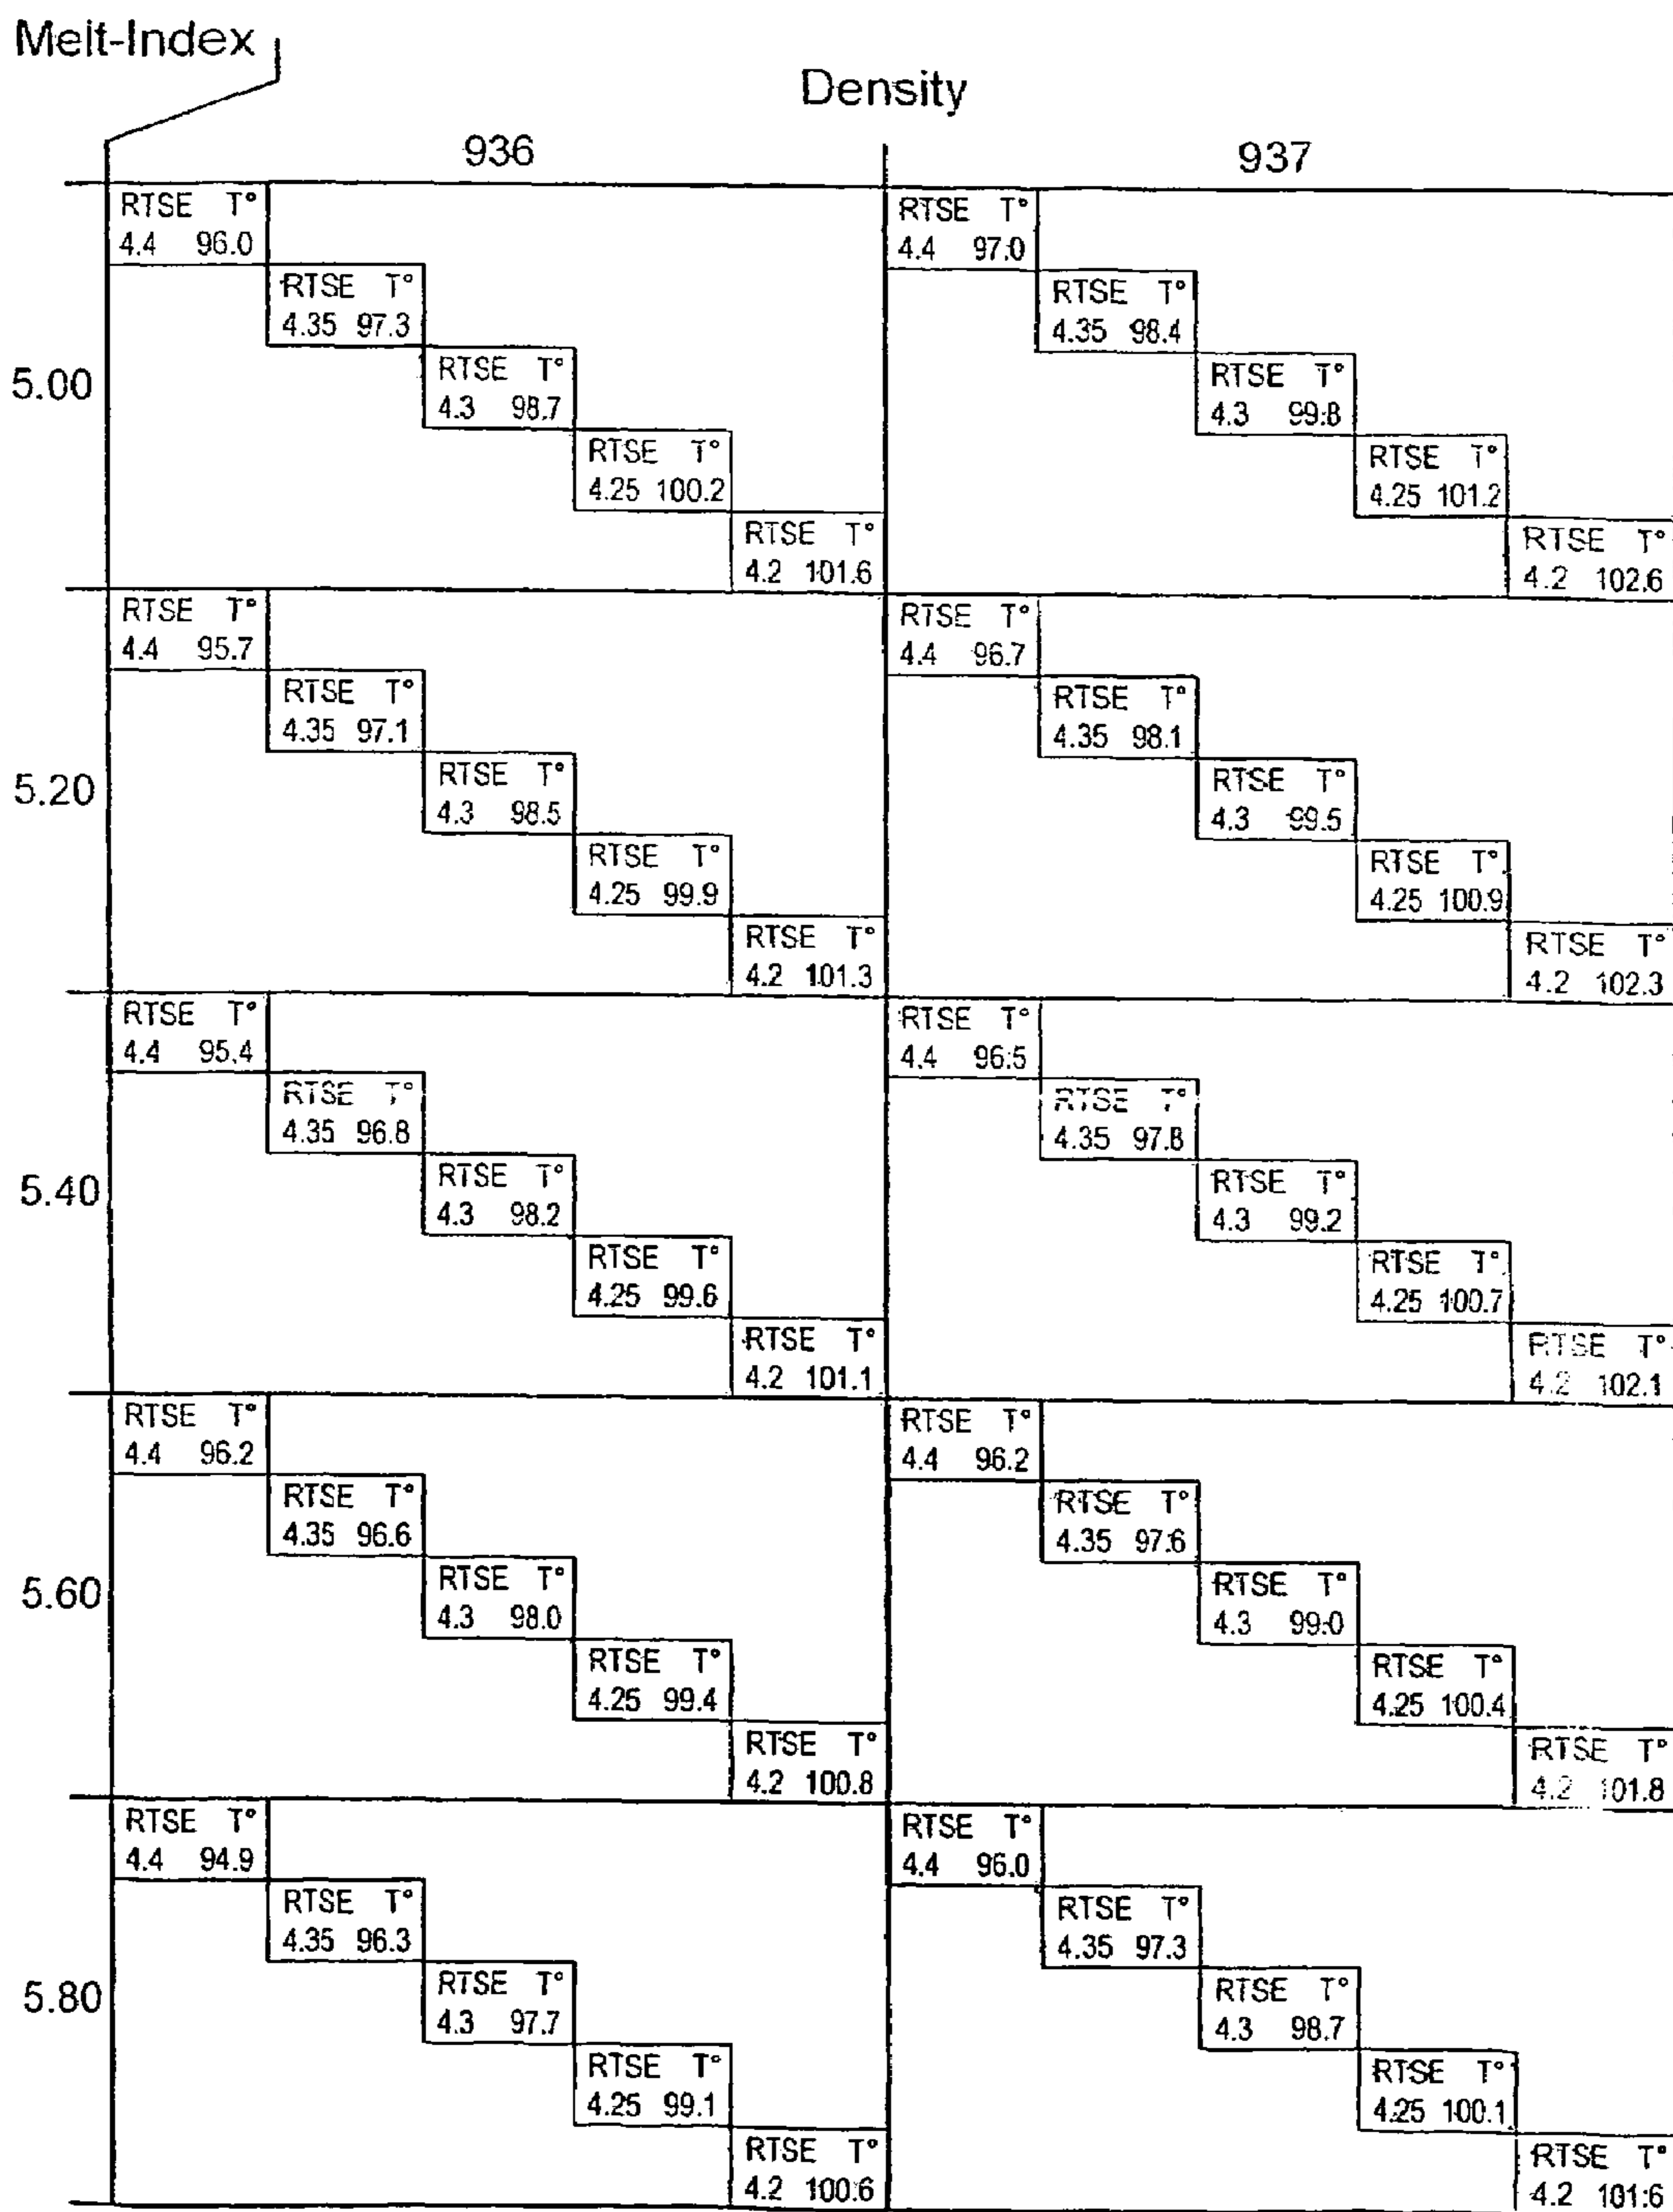 Melt-Index
Density
936 937
RTSE T° RTSE T°
4.4 96.0 4.4 97.0
RTSE T° RTSE T°
4.35 97.3 4.35 98.4
5.00
RTSE T° RTSE T°
4.3 98.7 4.3 99.8
RTSE T° RTSE T°
4.25 100.2 4.25 101.2
RTSE T° RTSE T°
4.2 101.6 4.2 102.6
RTSE T° RTSE T°
4.4 95.7 4.4 96.7
RTSE T° RTSE T°
4.35 97.1 4.35 98.1
5.20
RTSE T° RTSE T°
4.3 98.5 4.3 99.5
RTSE T° RTSE T°
4.25 99.9 4.25 100.9
RTSE T° RTSE T°
4.2 101.3 4.2 102.3
RTSE T° RTSE T°
4.4 95.4 4.4 96.5
RTSE T° RTSE T°
4.35 96.8 4.35 97.8
5.40
RTSE T° RTSE T°
4.3 98.2 4.3 99.2
RTSE T° RTSE T°
4.25 99.6 4.25 100.7
RTSE T° RTSE T°
4.2 101.1 4.2 102.1
RTSE T° RTSE T°
4.4 96.2 4.4 96.2
RTSE T° RTSE T°
4.35 96.6 4.35 97.6
5.60
RTSE T° RTSE T°
4.3 98.0 4.3 99.0
RTSE T° RTSE T°
4.25 99.4 4.25 100.4
RTSE T° RTSE T°
4.2 100.8 4.2 101.8
RTSE T° RTSE T°
4.4 94.9 4.4 96.0
RTSE T° RTSE T°
4.35 96.3 4.35 97.3
5.80
RTSE T° RTSE T°
4.3 97.7 4.3 98.7
RTSE T° RTSE T°
4.25 99.1 4.25 100.1
RTSE T° RTSE T°
4.2 100.6 4.2 101.6